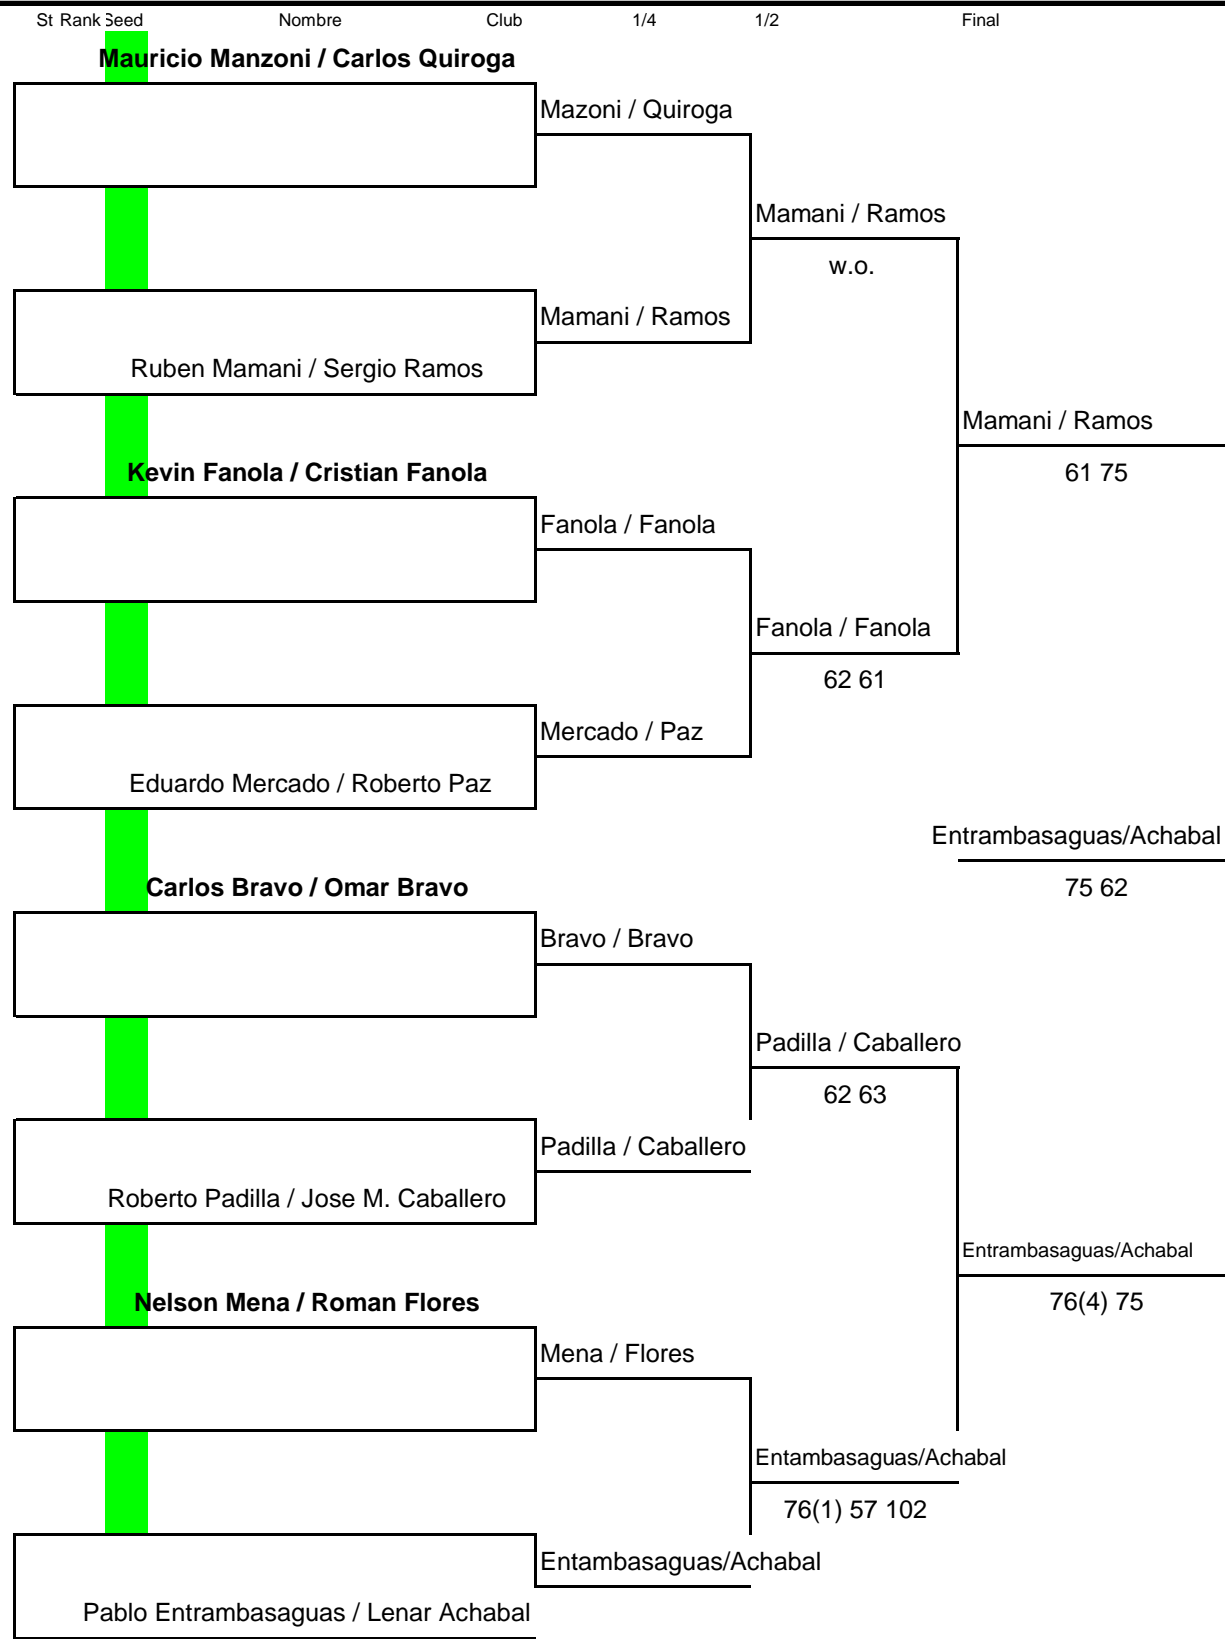 St Rank Seed Nombre Club 1/4 1/2 Final
Mauricio Manzoni / Carlos Quiroga
Mazoni / Quiroga
Mamani / Ramos
w.o.
Mamani / Ramos
Ruben Mamani / Sergio Ramos
Mamani / Ramos
Kevin Fanola / Cristian Fanola
61 75
Fanola / Fanola
Fanola / Fanola
62 61
Mercado / Paz
Eduardo Mercado / Roberto Paz
Entrambasaguas/Achabal
Carlos Bravo / Omar Bravo
75 62
Bravo / Bravo
Padilla / Caballero
62 63
Padilla / Caballero
Roberto Padilla / Jose M. Caballero
Entrambasaguas/Achabal
Nelson Mena / Roman Flores
76(4) 75
Mena / Flores
Entambasaguas/Achabal
76(1) 57 102
Entambasaguas/Achabal
Pablo Entrambasaguas / Lenar Achabal